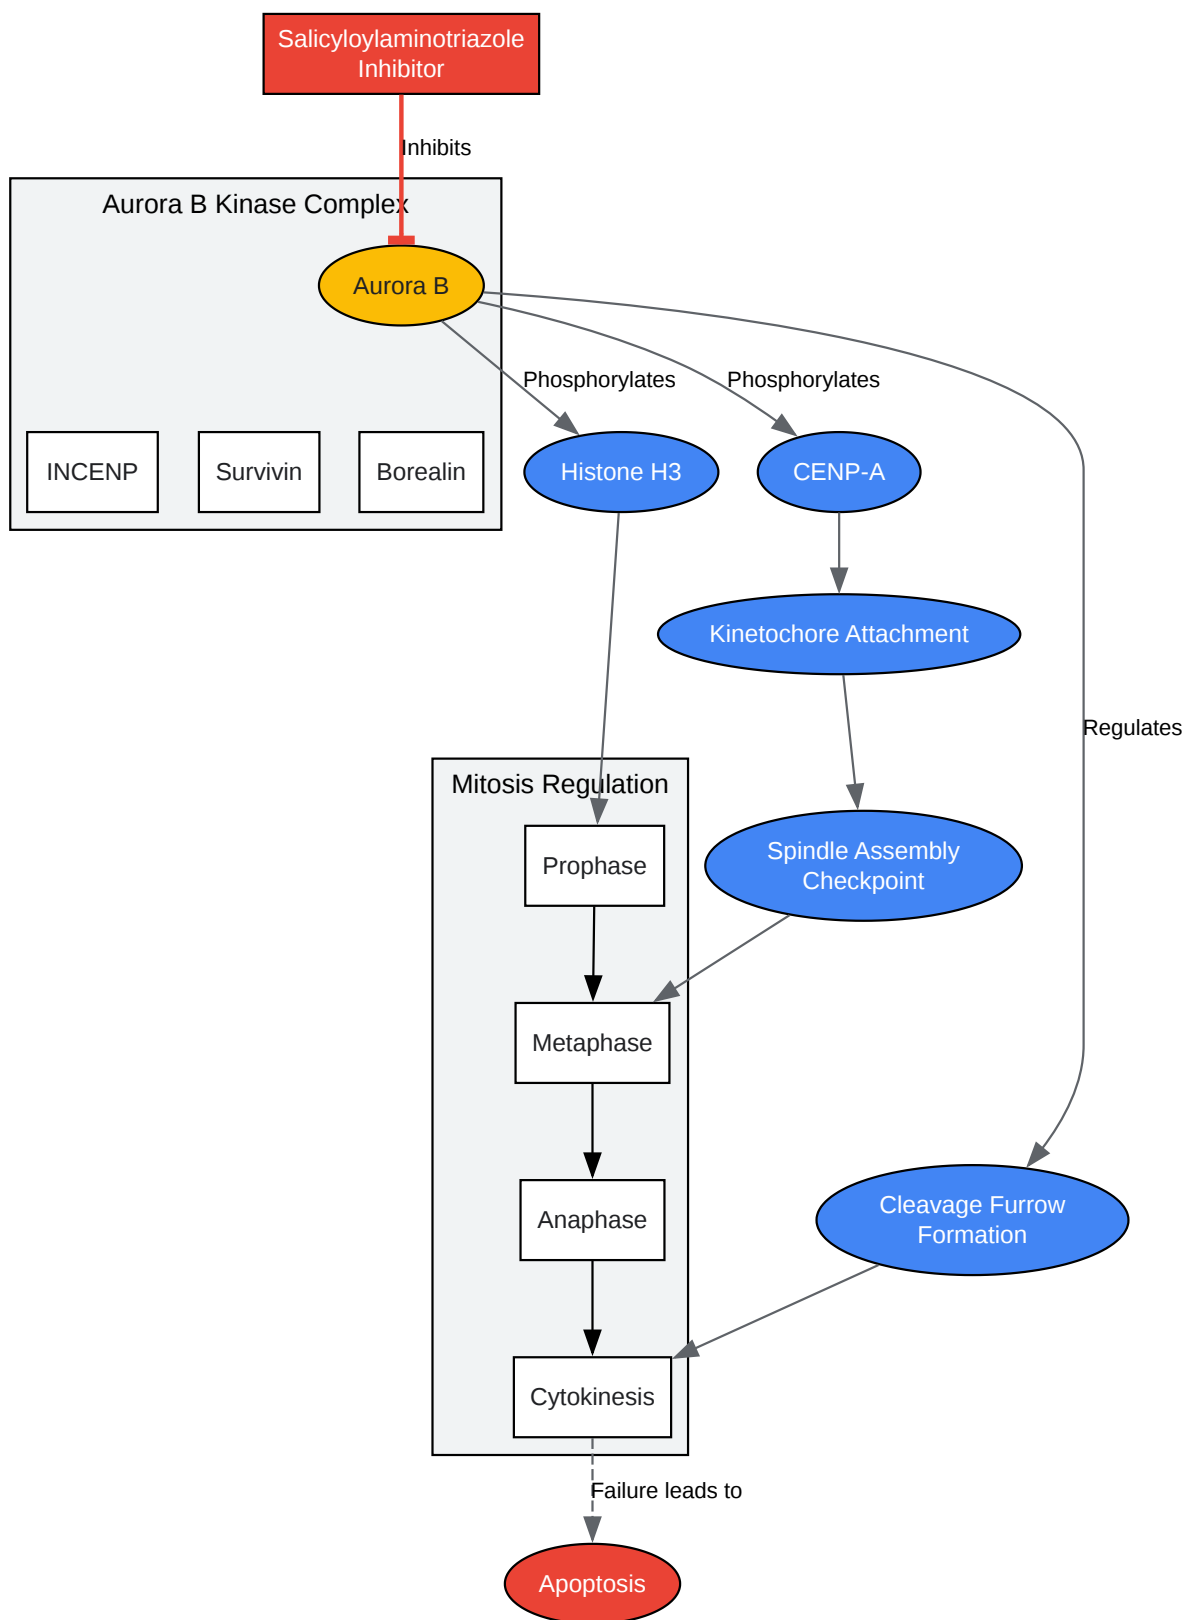 Salicyloylaminotriazole
Inhibitor
Inhibits
Aurora B Kinase Complex
Aurora B
Phosphorylates
Phosphorylates
INCENP
Survivin
Borealin
Histone H3
CENP-A
Kinetochore Attachment
Regulates
Mitosis Regulation
Prophase
Spindle Assembly
Checkpoint
Metaphase
Anaphase
Cleavage Furrow
Formation
Cytokinesis
Failure leads to
Apoptosis